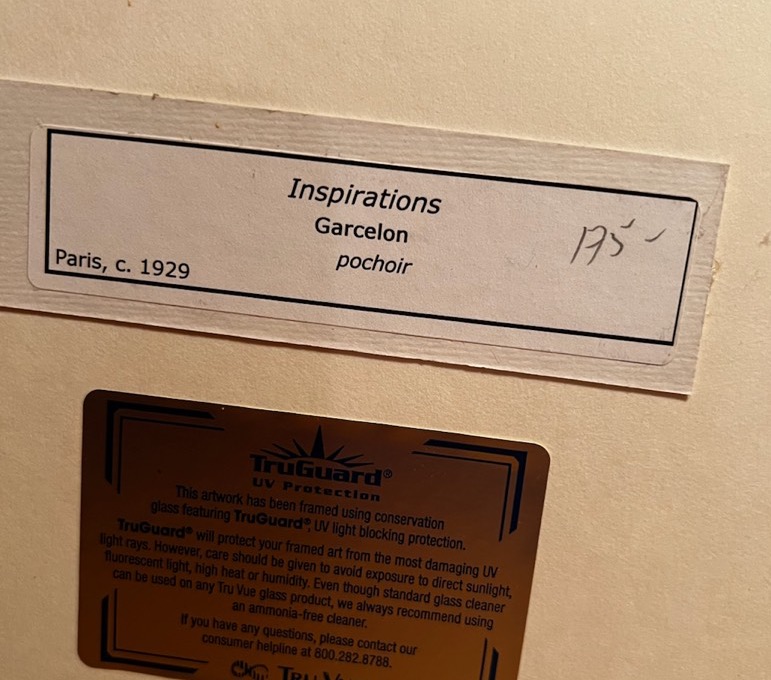 Inspirations
Garcelon
175 -
pochoir
Paris, c. 1929
TruGuard®
UV Protection
This artwork has been framed using conservation
glass featuring TruGuard®, UV light blocking protection.
TruGuard® will protect your framed art from the most damaging UV
light rays. However, care should be given to avoid exposure to direct sunlight,
fluorescent light, high heat or humidity. Even though standard glass cleaner
can be used on any Tru Vue glass product, we always recommend using
an ammonia-free cleaner.
If you have any questions, please contact our
consumer helpline at 800.282.8788.